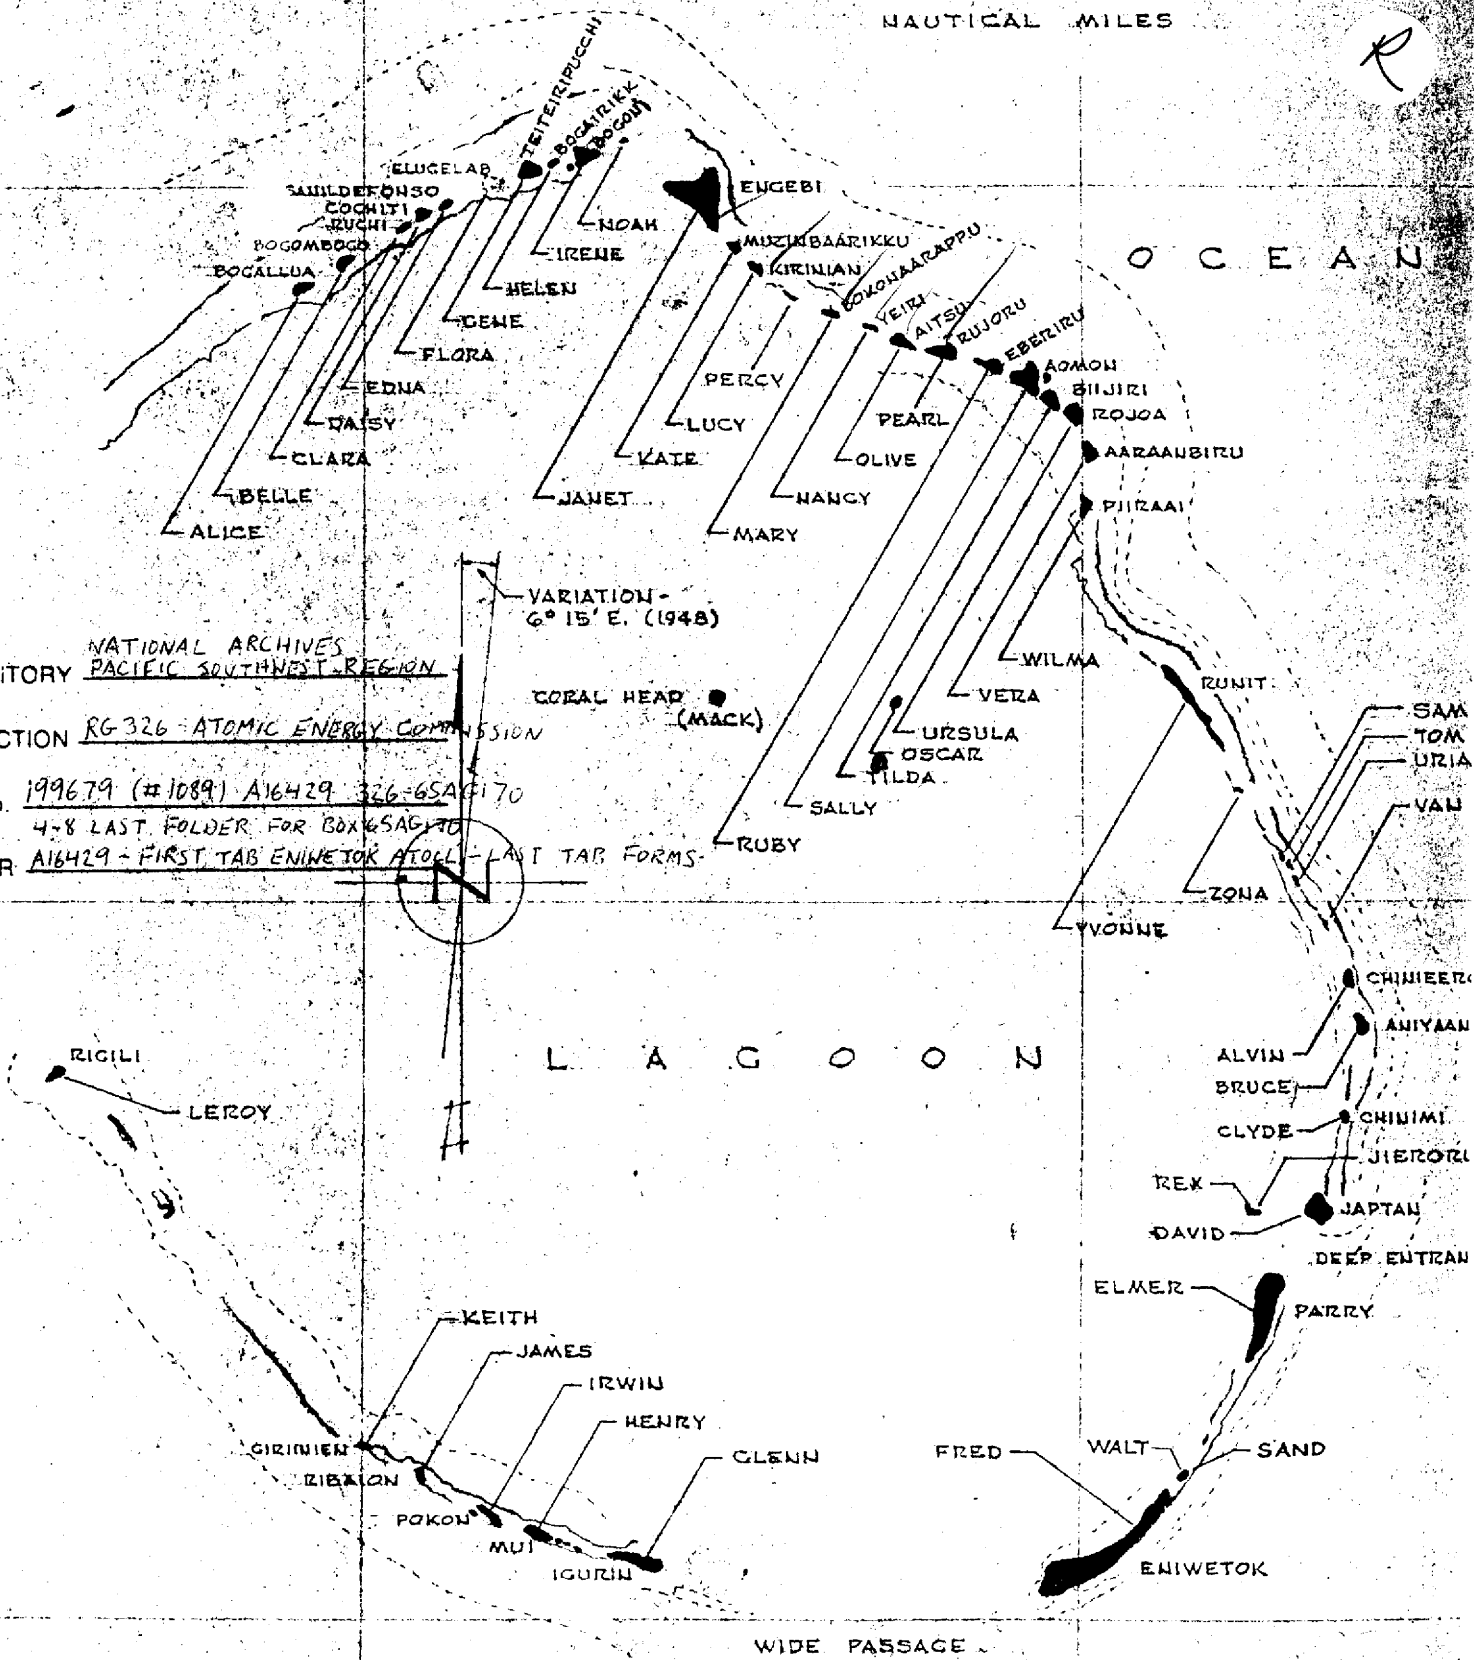 NAUTICAL MILES
R
OCEAN
TEITEIRIPUCCHI
BOGAIRIKK
BOGON
ELUGELAB
SANILDEFONSO
COCHITI
RUCHI
BOGOMBOGO
BOGALLUA
ENGEBI
MUZINBAARIKKU
KIRINIAN
BOKONAARAPPU
YEIRI
AITSU
RUJORU
EBERIRU
AOMON
BIIJIRI
ROJOA
AARAANBIRU
PIIRAAI
NOAH
IRENE
HELEN
GENE
FLORA
EDNA
DAISY
CLARA
BELLE
ALICE
PERCY
LUCY
KATE
JANET
PEARL
OLIVE
NANCY
MARY
VARIATION-
6° 15' E. (1948)
NATIONAL ARCHIVES
ITORY PACIFIC SOUTHWEST REGION
CTION RG 326 ATOMIC ENERGY COMMISSION
199679 (#1089) A16429 326-65AG170
4-8 LAST FOLDER FOR BOX 65AG170
R A16429 - FIRST TAB ENIWETOK ATOLL - LAST TAB FORMS
CORAL HEAD
(MACK)
WILMA
VERA
URSULA
OSCAR
TILDA
SALLY
RUBY
RUNIT
SAM
TOM
URIA
VAN
ZONA
YVONNE
N
CHINIEERO
ANIYAAN
ALVIN
BRUCE
CLYDE
CHINIMI
JIERORU
REX
JAPTAN
DAVID
DEEP ENTRAN
LAGOON
RIGILI
LEROY
ELMER
PARRY
KEITH
JAMES
IRWIN
HENRY
GLENN
GIRINIEN
RIBAION
POKON
MUI
IGURIN
FRED
WALT
SAND
ENIWETOK
WIDE PASSAGE